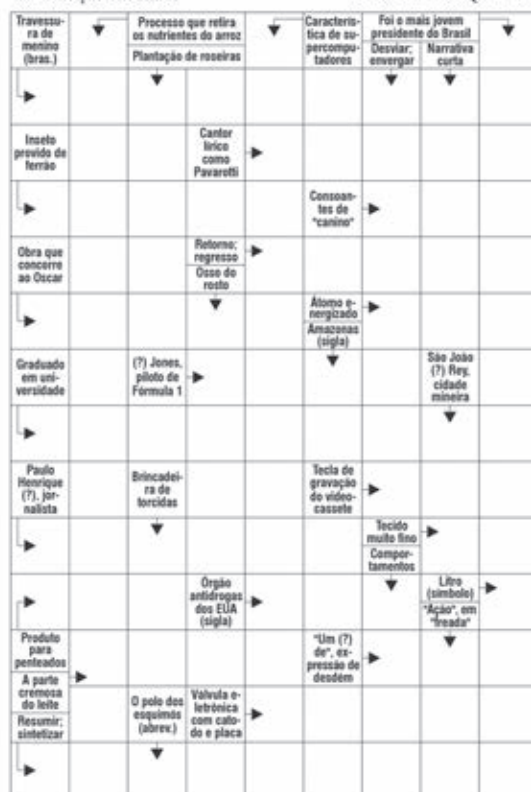 Travessu-
ra de
menino
(bras.)
Processo que retira
os nutrientes do arroz
Plantação de roseiras
Caracterís-
tica de su-
percompu-
tadores
Foi o mais jovem
presidente do Brasil
Desviar;
envergar
Narrativa
curta
Inseto
provido de
ferrão
Cantor
lírico
como
Pavarotti
Consoan-
tes de
"canino"
Obra que
concorre
ao Oscar
Retorno;
regresso
Osso do
rosto
Átomo e-
nergizado
Amazonas
(sigla)
Graduado
em uni-
versidade
(?) Jones,
piloto de
Fórmula 1
São João
(?) Rey,
cidade
mineira
Paulo
Henrique
(?), jor-
nalista
Brincadei-
ra de
torcidas
Tecla de
gravação
do vídeo-
cassete
Tecido
muito fino
Compor-
tamentos
Órgão
antidrogas
dos EUA
(sigla)
Litro
(símbolo)
"Ação", em
"freada"
Produto
para
penteados
A parte
cremosa
do leite
Resumir;
sintetizar
"Um (?)
de", ex-
pressão de
desdém
O polo dos
esquimós
(abrev.)
Válvula e-
letrônica
com cato-
do e placa